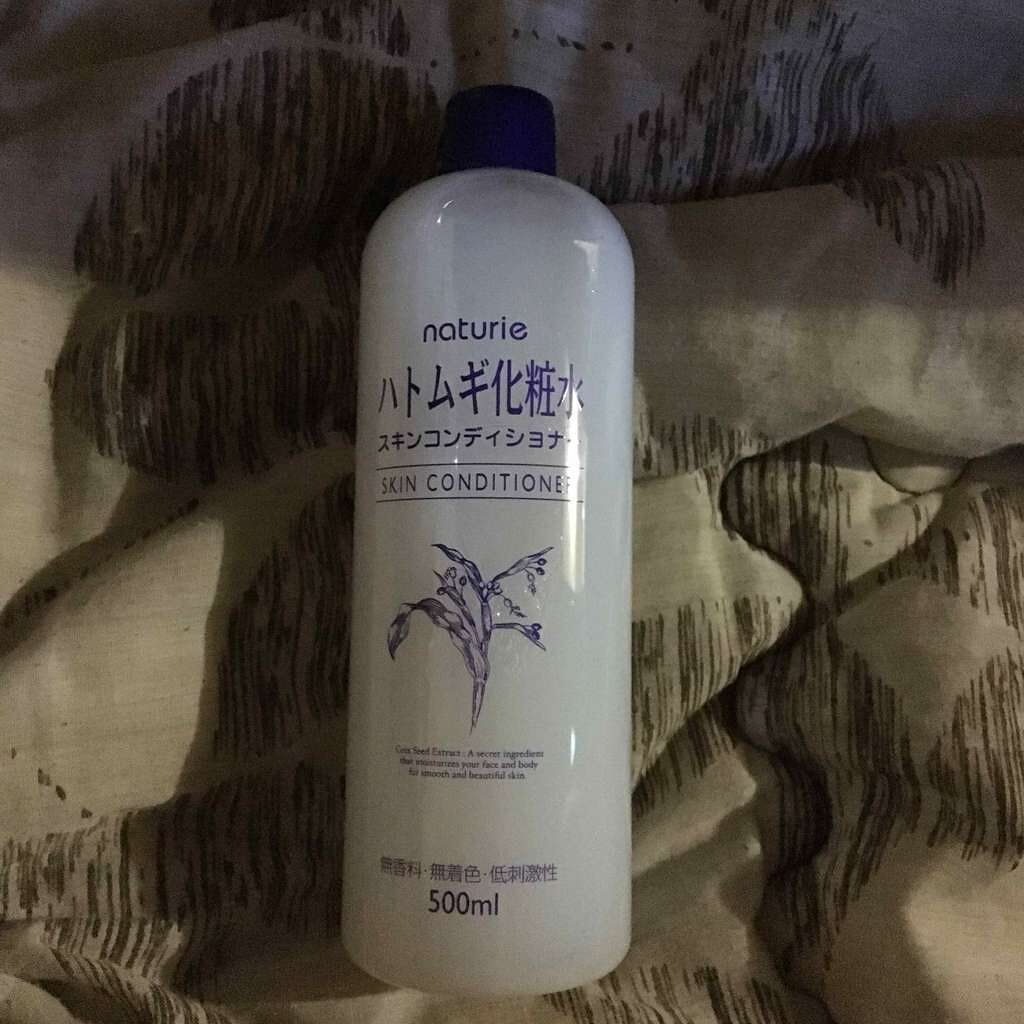 naturie
ハトムギ化粧水
スキンコンディショナー
SKIN CONDITIONER
Coix Seed Extract : A secret ingredient
that moisturizes your face and body
for smooth and beautiful skin
無香料・無着色・低刺激性
500ml